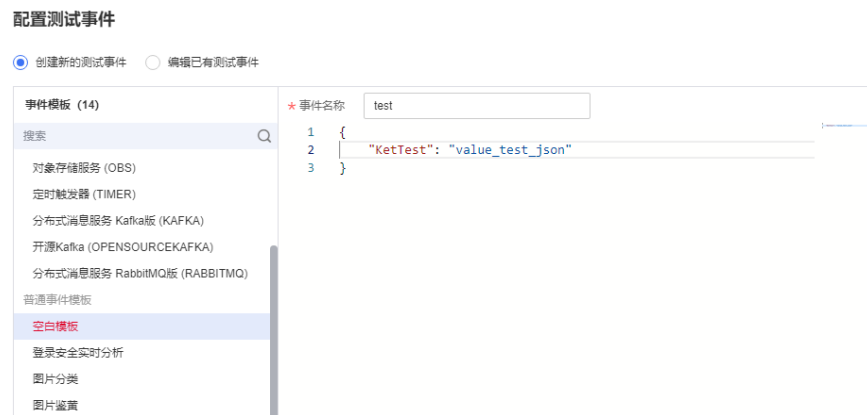 配置测试事件
创建新的测试事件 编辑已有测试事件
事件模板（14）
搜索
对象存储服务 (OBS)
定时触发器 (TIMER)
分布式消息服务 Kafka版 (KAFKA)
开源Kafka (OPENSOURCEKAFKA)
分布式消息服务 RabbitMQ版 (RABBITMQ)
普通事件模板
空白模板
登录安全实时分析
图片分类
图片鉴黄
* 事件名称 test
1 {
2 "KetTest": "value_test_json"
3 }